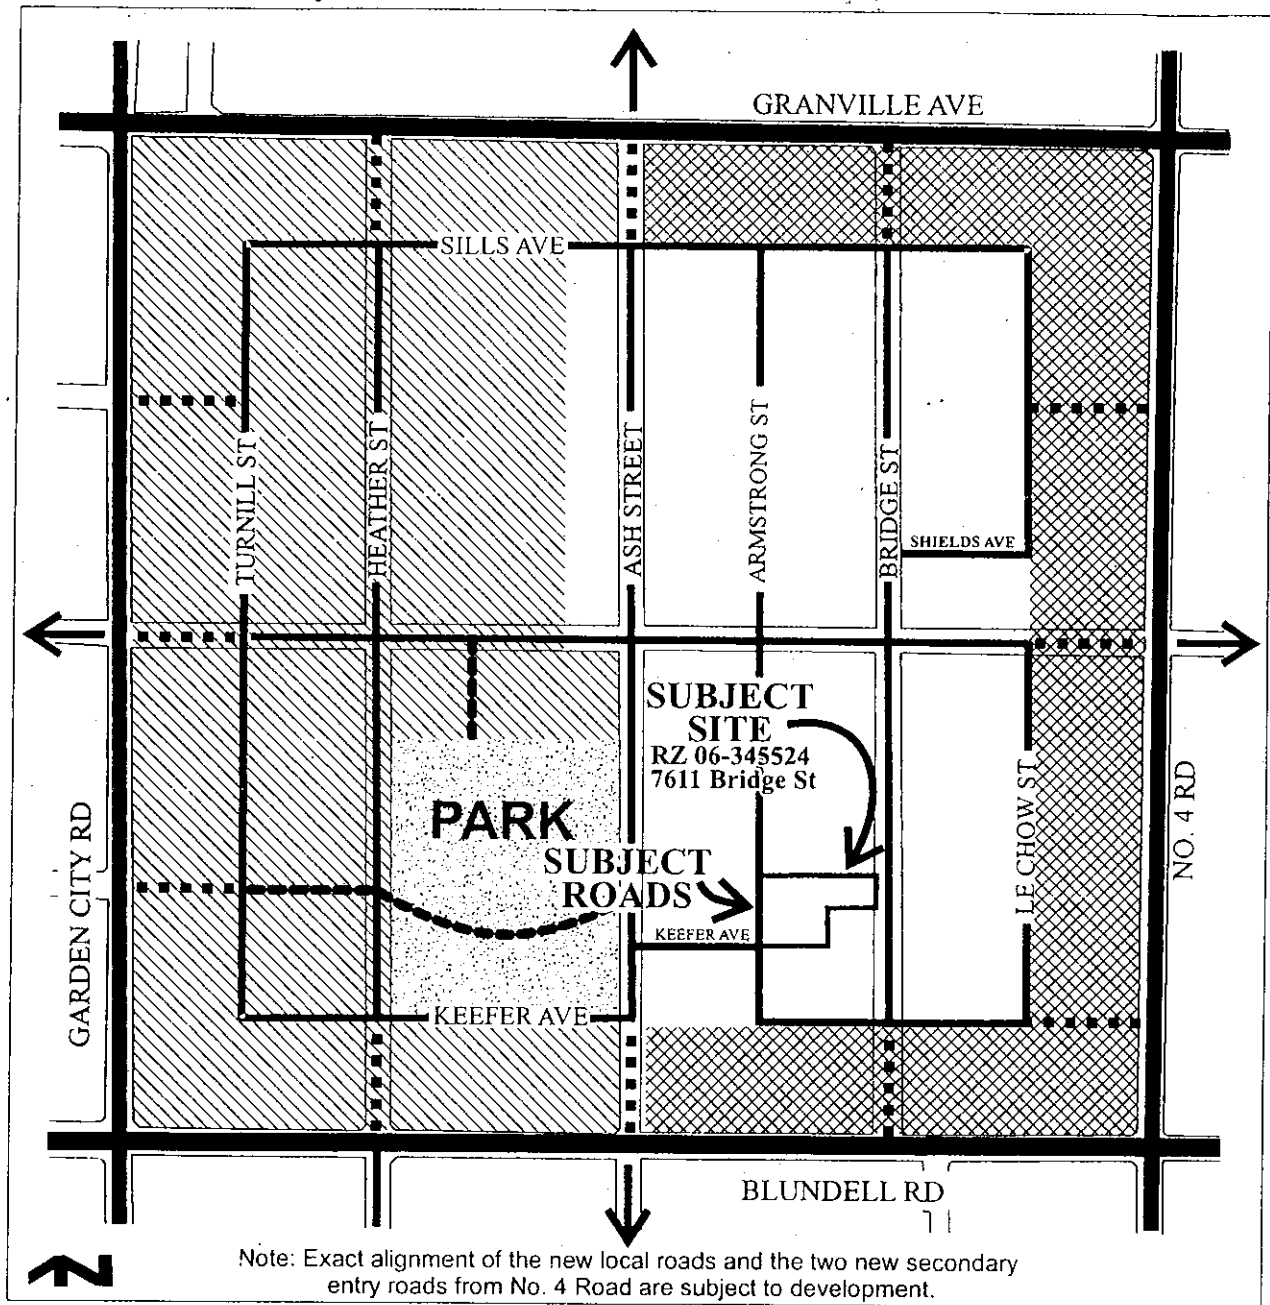 GRANVILLE AVE
SILLS AVE
TURNILL ST
HEATHER ST
ASH STREET
ARMSTRONG ST
BRIDGE ST
SHIELDS AVE
SUBJECT
SITE
RZ 06-345524
7611 Bridge St
PARK
SUBJECT
ROADS
KEEFER AVE
KEEFER AVE
LE CHOW ST
GARDEN CITY RD
NO. 4 RD
BLUNDELL RD
N
Note: Exact alignment of the new local roads and the two new secondary
entry roads from No. 4 Road are subject to development.